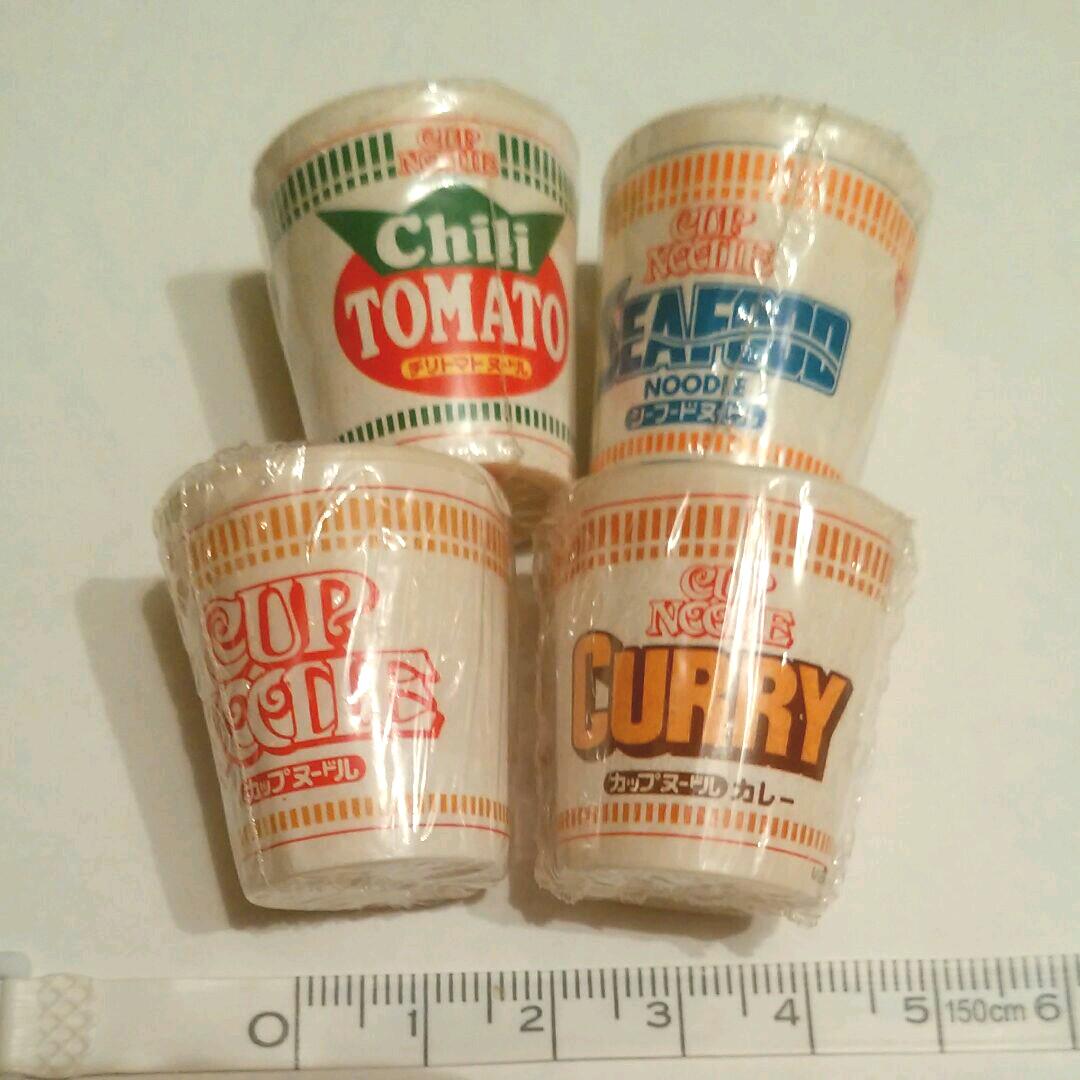 CUP
NOODLE
Chili
TOMATO
チリトマトヌードル
CUP
NOODLE
SEAFOOD
NOODLE
シーフードヌードル
CUP
NOODLE
カップヌードル
CUP
NOODLE
CURRY
カップヌードル カレー
0 1 2 3 4 5 150cm 6